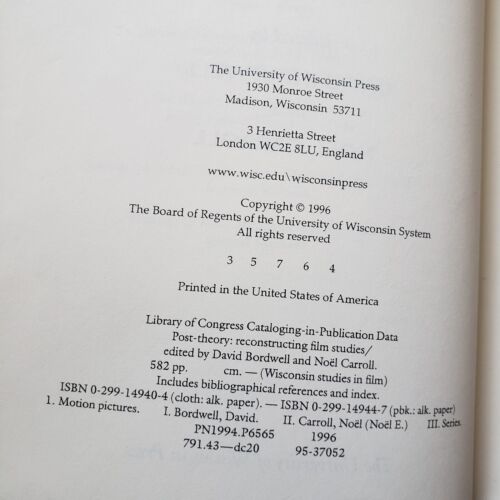 The University of Wisconsin Press
1930 Monroe Street
Madison, Wisconsin 53711
3 Henrietta Street
London WC2E 8LU, England
www.wisc.edu\wisconsinpress
Copyright © 1996
The Board of Regents of the University of Wisconsin System
All rights reserved
3 5 7 6 4
Printed in the United States of America
Library of Congress Cataloging-in-Publication Data
Post-theory: reconstructing film studies/
edited by David Bordwell and Noël Carroll.
582 pp. cm. — (Wisconsin studies in film)
Includes bibliographical references and index.
ISBN 0-299-14940-4 (cloth: alk. paper). — ISBN 0-299-14944-7 (pbk.: alk. paper)
1. Motion pictures. I. Bordwell, David. II. Carroll, Noël (Noël E.) III. Series.
PN1994.P6565 1996
791.43—dc20 95-37052